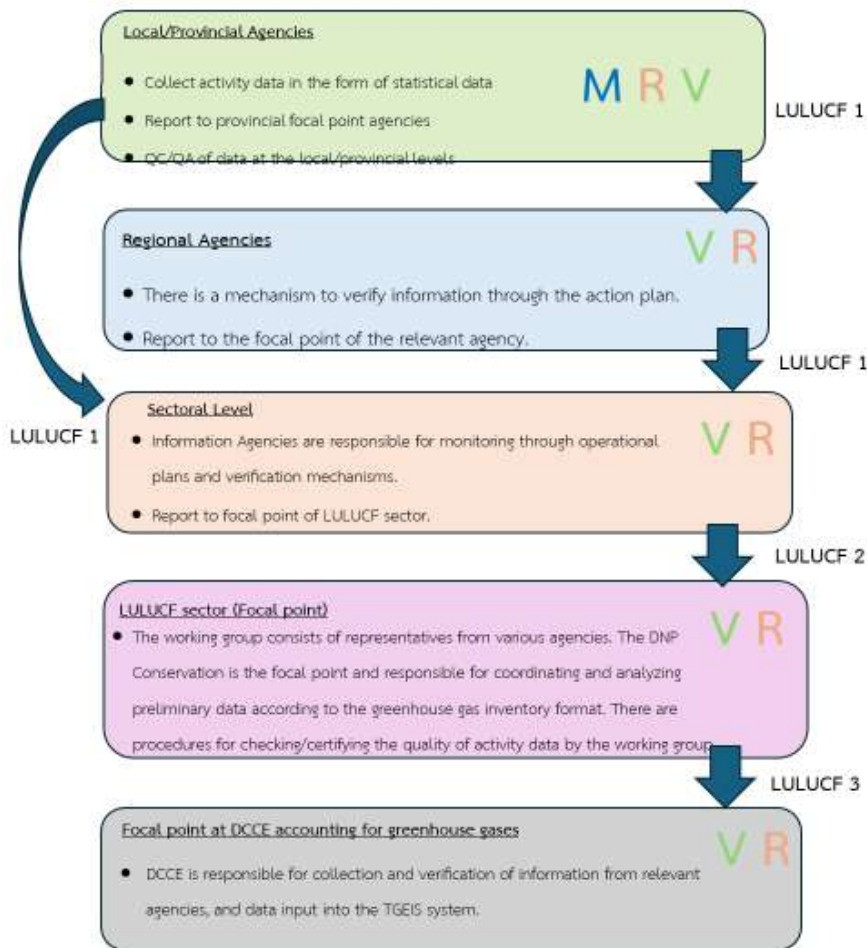 Local/Provincial Agencies
● Collect activity data in the form of statistical data
● Report to provincial focal point agencies
● QC/QA of data at the local/provincial levels
M R V
LULUCF 1
Regional Agencies
● There is a mechanism to verify information through the action plan.
● Report to the focal point of the relevant agency.
V R
LULUCF 1
LULUCF 1
Sectoral Level
● Information Agencies are responsible for monitoring through operational
plans and verification mechanisms.
● Report to focal point of LULUCF sector.
V R
LULUCF 2
LULUCF sector (Focal point)
● The working group consists of representatives from various agencies. The DNP
Conservation is the focal point and responsible for coordinating and analyzing
preliminary data according to the greenhouse gas inventory format. There are
procedures for checking/certifying the quality of activity data by the working group
V R
LULUCF 3
Focal point at DCCE accounting for greenhouse gases
● DCCE is responsible for collection and verification of information from relevant
agencies, and data input into the TGEIS system.
V R